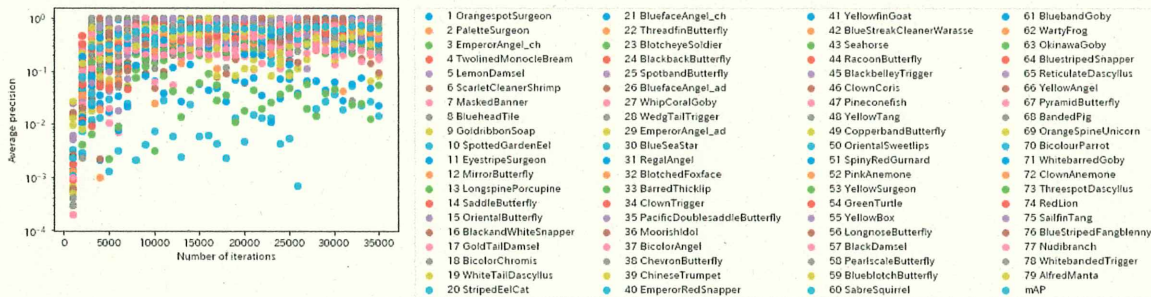 10⁰
10⁻¹
10⁻²
10⁻³
10⁻⁴
Average precision
0 5000 10000 15000 20000 25000 30000 35000
Number of iterations
1 OrangespotSurgeon
2 PaletteSurgeon
3 EmperorAngel_ch
4 TwolinedMonocleBream
5 LemonDamsel
6 ScarletCleanerShrimp
7 MaskedBanner
8 BlueheadTile
9 GoldribbonSoap
10 SpottedGardenEel
11 EyestripeSurgeon
12 MirrorButterfly
13 LongspinePorcupine
14 SaddleButterfly
15 OrientalButterfly
16 BlackandWhiteSnapper
17 GoldTailDamsel
18 BicolorChromis
19 WhiteTailDascyllus
20 StripedEelCat
21 BluefaceAngel_ch
22 ThreadfinButterfly
23 BlotcheyeSoldier
24 BlackbackButterfly
25 SpotbandButterfly
26 BluefaceAngel_ad
27 WhipCoralGoby
28 WedgTailTrigger
29 EmperorAngel_ad
30 BlueSeaStar
31 RegalAngel
32 BlotchedFoxface
33 BarredThicklip
34 ClownTrigger
35 PacificDoublesaddleButterfly
36 MoorishIdol
37 BicolorAngel
38 ChevronButterfly
39 ChineseTrumpet
40 EmperorRedSnapper
41 YellowfinGoat
42 BlueStreakCleanerWarasse
43 Seahorse
44 RacoonButterfly
45 BlackbelleyTrigger
46 ClownCoris
47 Pineconefish
48 YellowTang
49 CopperbandButterfly
50 OrientalSweetlips
51 SpinyRedGurnard
52 PinkAnemone
53 YellowSurgeon
54 GreenTurtle
55 YellowBox
56 LongnoseButterfly
57 BlackDamsel
58 PearlscaleButterfly
59 BlueblotchButterfly
60 SabreSquirrel
61 BluebandGoby
62 WartyFrog
63 OkinawaGoby
64 BluestripedSnapper
65 ReticulateDascyllus
66 YellowAngel
67 PyramidButterfly
68 BandedPig
69 OrangeSpineUnicorn
70 BicolourParrot
71 WhitebarredGoby
72 ClownAnemone
73 ThreespotDascyllus
74 RedLion
75 SailfinTang
76 BlueStripedFangblenny
77 Nudibranch
78 WhitebandedTrigger
79 AlfredManta
mAP